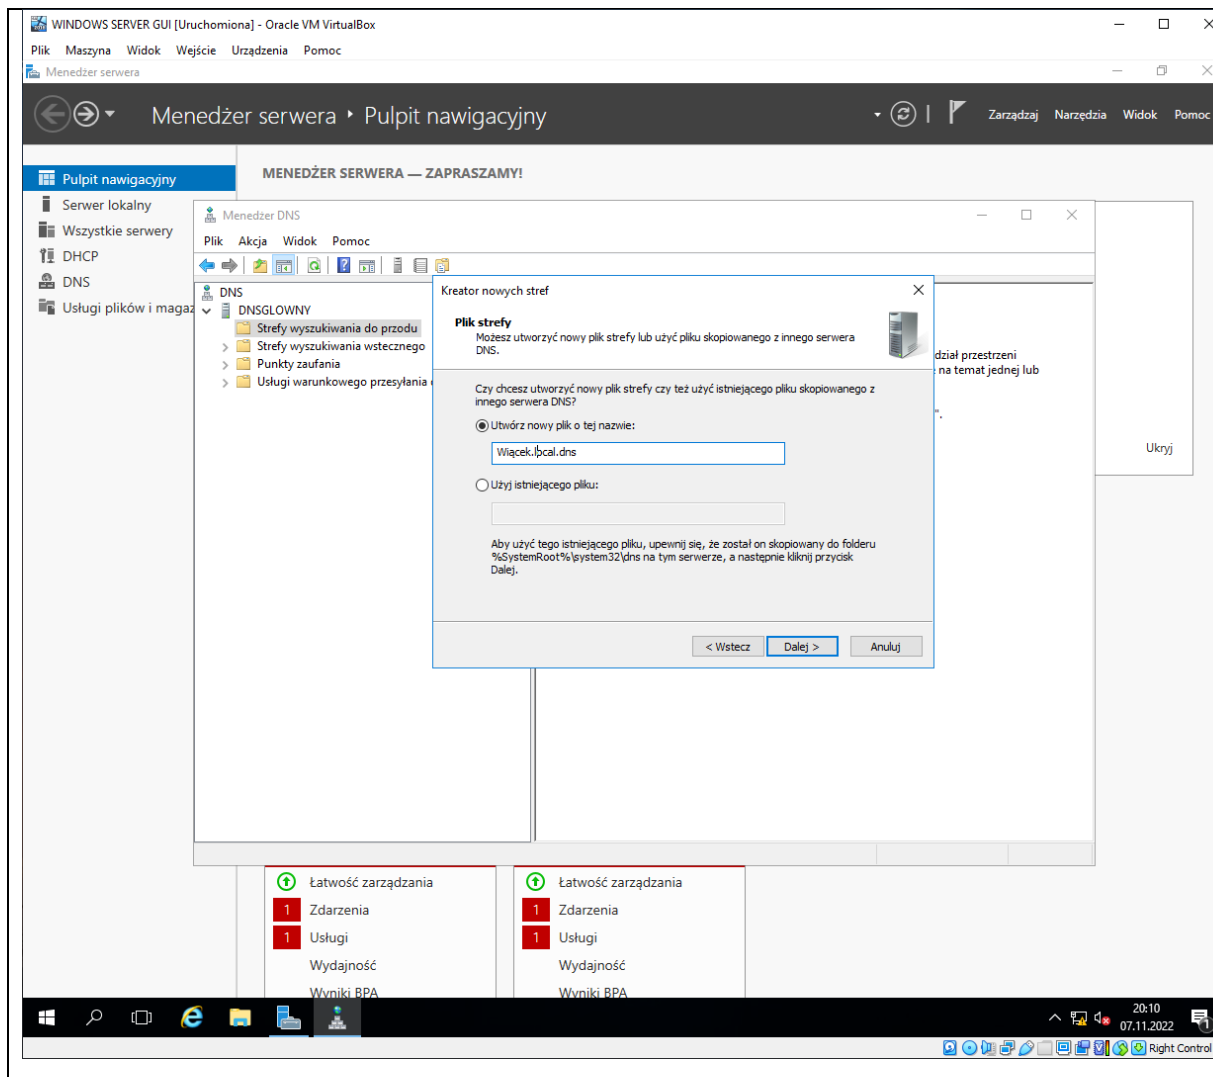 WINDOWS SERVER GUI [Uruchomiona] - Oracle VM VirtualBox
Plik Maszyna Widok Wejście Urządzenia Pomoc
Menedżer serwera
Menedżer serwera ‣ Pulpit nawigacyjny
Zarządzaj Narzędzia Widok Pomoc
Pulpit nawigacyjny
Serwer lokalny
Wszystkie serwery
DHCP
DNS
Usługi plików i magaz
MENEDŻER SERWERA — ZAPRASZAMY!
Menedżer DNS
Plik Akcja Widok Pomoc
DNS
DNSGLOWNY
Strefy wyszukiwania do przodu
Strefy wyszukiwania wstecznego
Punkty zaufania
Usługi warunkowego przesyłania
dział przestrzeni
na temat jednej lub
".
Ukryj
Kreator nowych stref
Plik strefy
Możesz utworzyć nowy plik strefy lub użyć pliku skopiowanego z innego serwera
DNS.
Czy chcesz utworzyć nowy plik strefy czy też użyć istniejącego pliku skopiowanego z
innego serwera DNS?
Utwórz nowy plik o tej nazwie:
Wiącek.local.dns
Użyj istniejącego pliku:
Aby użyć tego istniejącego pliku, upewnij się, że został on skopiowany do folderu
%SystemRoot%\system32\dns na tym serwerze, a następnie kliknij przycisk
Dalej.
< Wstecz Dalej > Anuluj
Łatwość zarządzania
1 Zdarzenia
1 Usługi
Wydajność
Wyniki BPA
Łatwość zarządzania
1 Zdarzenia
1 Usługi
Wydajność
Wyniki BPA
20:10
07.11.2022
1
Right Control